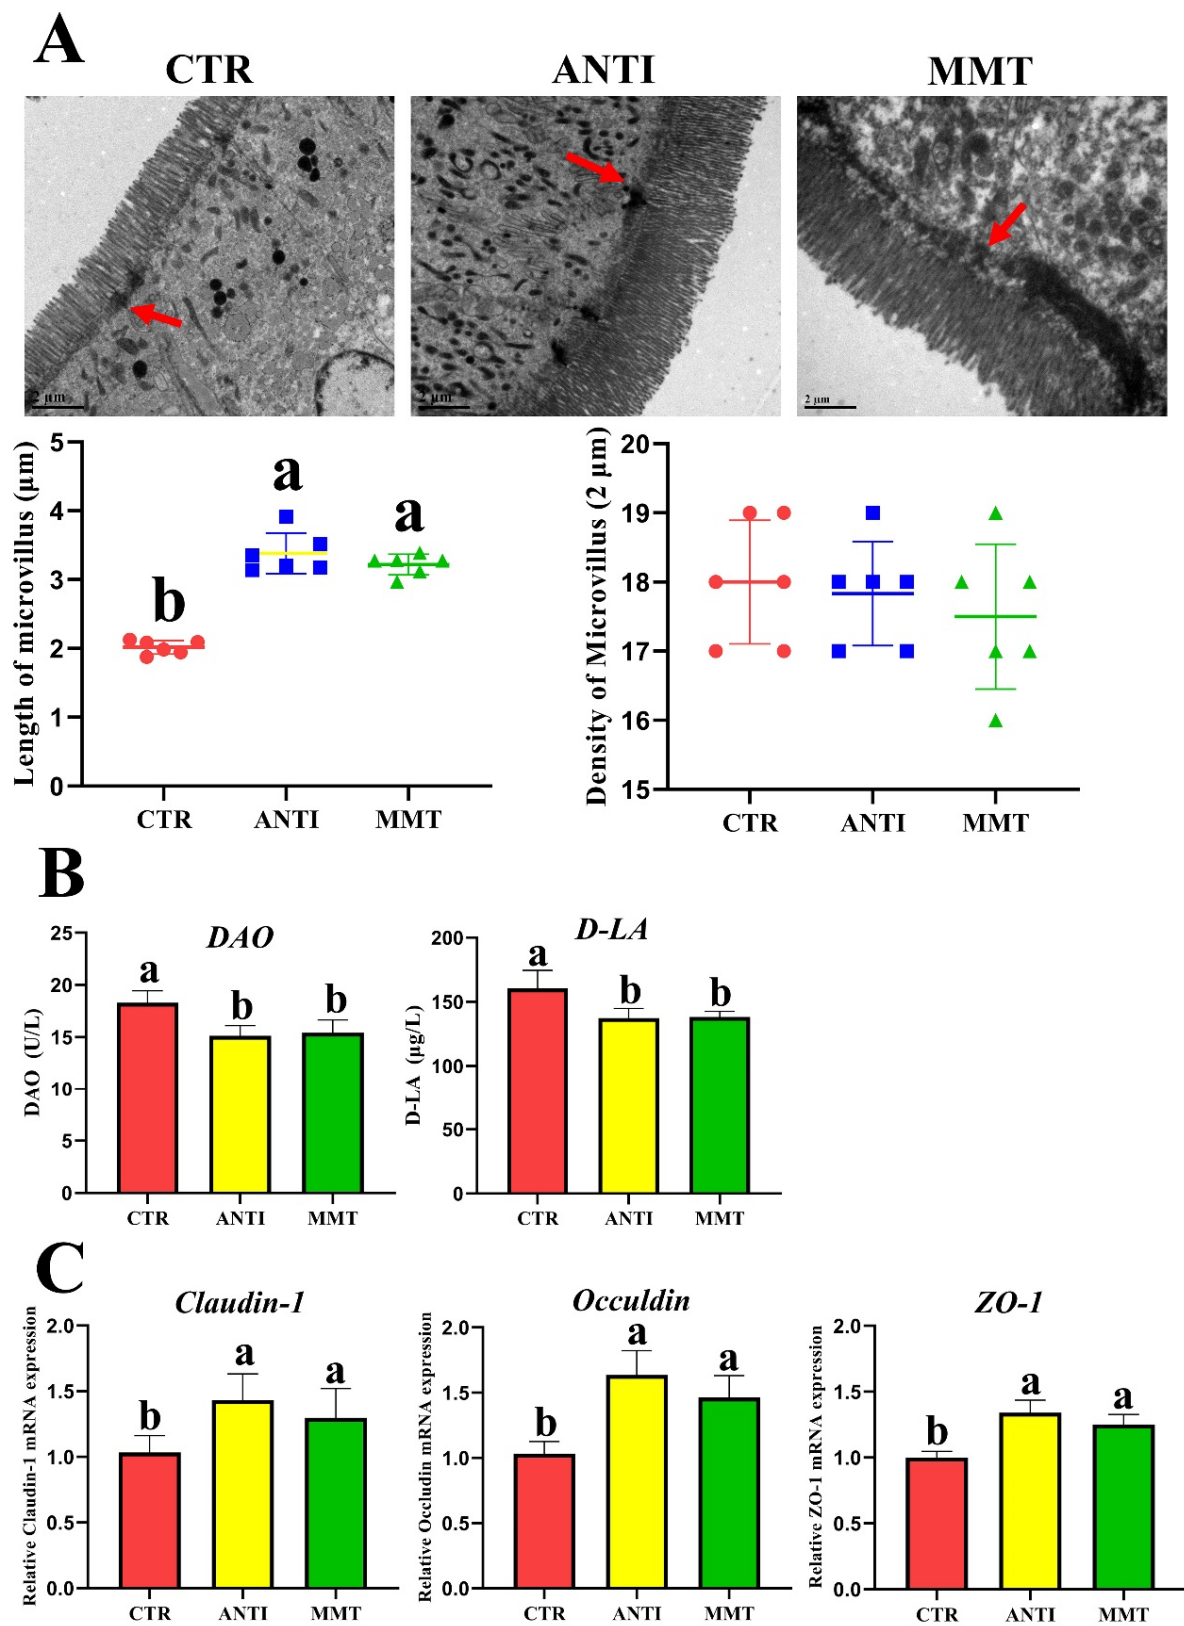 A
CTR ANTI MMT
2 μm 2 μm 2 μm
Length of microvillus (μm)
5
4
3
2
1
0
a
a
b
CTR ANTI MMT
Density of Microvillus (2 μm)
20
19
18
17
16
15
CTR ANTI MMT
B
DAO
DAO (U/L)
25
20
15
10
5
0
a
b
b
CTR ANTI MMT
D-LA
D-LA (μg/L)
200
150
100
50
0
a
b
b
CTR ANTI MMT
C
Claudin-1
Relative Claudin-1 mRNA expression
2.0
1.5
1.0
0.5
0.0
b
a
a
CTR ANTI MMT
Occuldin
Relative Occludin mRNA expression
2.0
1.5
1.0
0.5
0.0
b
a
a
CTR ANTI MMT
ZO-1
Relative ZO-1 mRNA expression
2.0
1.5
1.0
0.5
0.0
b
a
a
CTR ANTI MMT